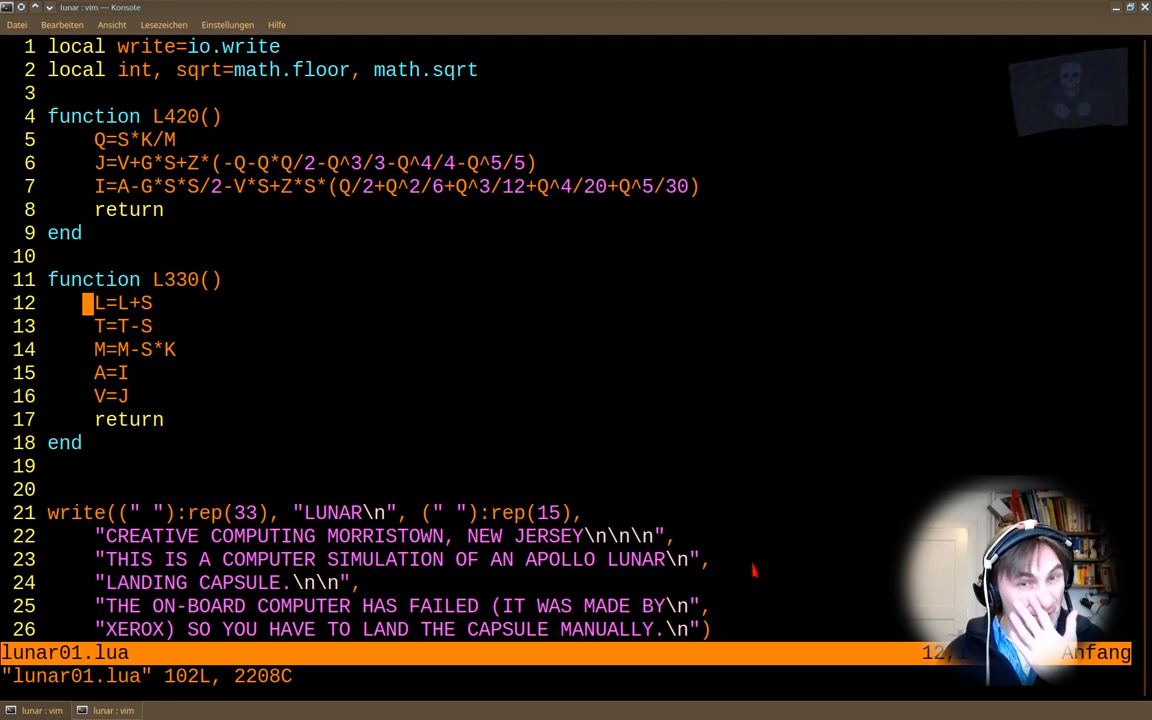 lunar : vim — Konsole
Datei Bearbeiten Ansicht Lesezeichen Einstellungen Hilfe
1 local write=io.write
2 local int, sqrt=math.floor, math.sqrt
3
4 function L420()
5 Q=S*K/M
6 J=V+G*S+Z*(-Q-Q*Q/2-Q^3/3-Q^4/4-Q^5/5)
7 I=A-G*S*S/2-V*S+Z*S*(Q/2+Q^2/6+Q^3/12+Q^4/20+Q^5/30)
8 return
9 end
10
11 function L330()
12 L=L+S
13 T=T-S
14 M=M-S*K
15 A=I
16 V=J
17 return
18 end
19
20
21 write((" "):rep(33), "LUNAR\n", (" "):rep(15),
22 "CREATIVE COMPUTING MORRISTOWN, NEW JERSEY\n\n\n",
23 "THIS IS A COMPUTER SIMULATION OF AN APOLLO LUNAR\n",
24 "LANDING CAPSULE.\n\n",
25 "THE ON-BOARD COMPUTER HAS FAILED (IT WAS MADE BY\n",
26 "XEROX) SO YOU HAVE TO LAND THE CAPSULE MANUALLY.\n")
lunar01.lua 12, Anfang
"lunar01.lua" 102L, 2208C
lunar : vim lunar : vim